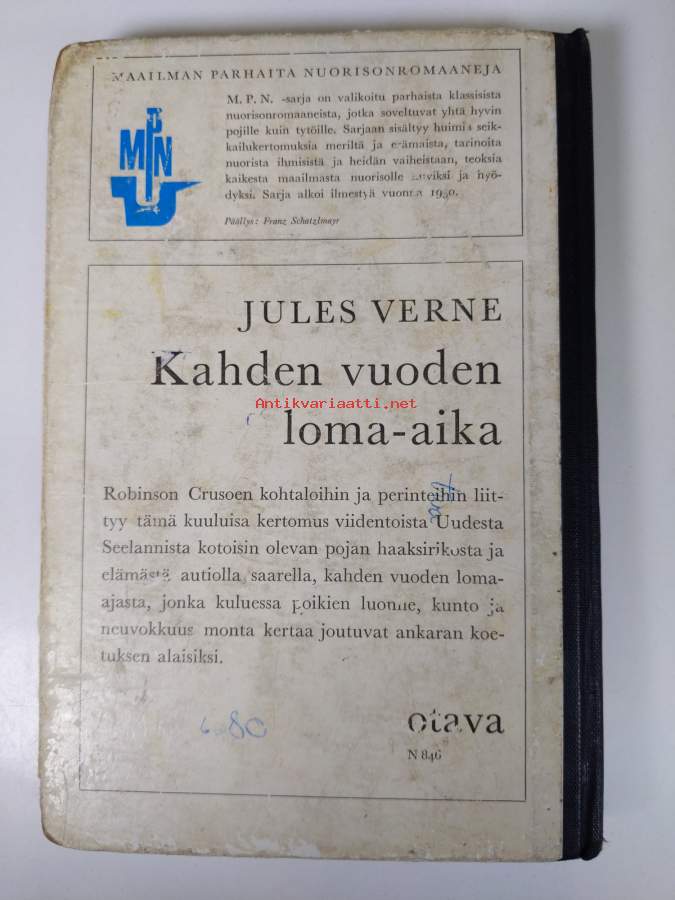 MAAILMAN PARHAITA NUORISONROMAANEJA
MPN
M. P. N. -sarja on valikoitu parhaista klassisista
nuorisonromaaneista, jotka soveltuvat yhtä hyvin
pojille kuin tytöille. Sarjaan sisältyy huimia seik-
kailukertomuksia meriltä ja erämaista, tarinoita
nuorista ihmisistä ja heidän vaiheistaan, teoksia
kaikesta maailmasta nuorisolle huviksi ja hyö-
dyksi. Sarja alkoi ilmestyä vuonna
Päällys: Franz Schatzlmayr
JULES VERNE
Kahden vuoden
Antikvariaatti.net
loma-aika
Robinson Crusoen kohtaloihin ja perinteihin liit-
tyy tämä kuuluisa kertomus viidentoista Uudesta
Seelannista kotoisin olevan pojan haaksirikosta ja
elämästä autiolla saarella, kahden vuoden loma-
ajasta, jonka kuluessa poikien luonne, kunto ja
neuvokkuus monta kertaa joutuvat ankaran koe-
tuksen alaisiksi.
otava
N 846